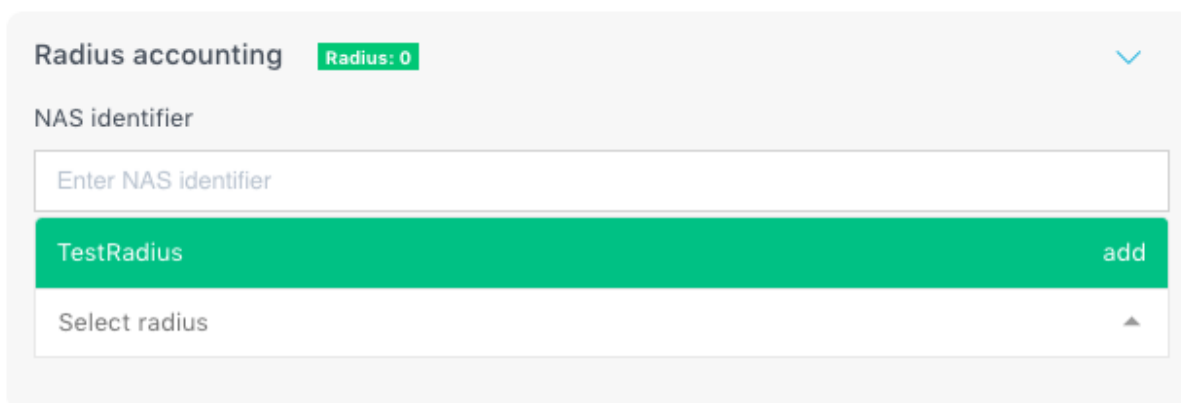 Radius accounting Radius: 0
NAS identifier
Enter NAS identifier
TestRadius add
Select radius